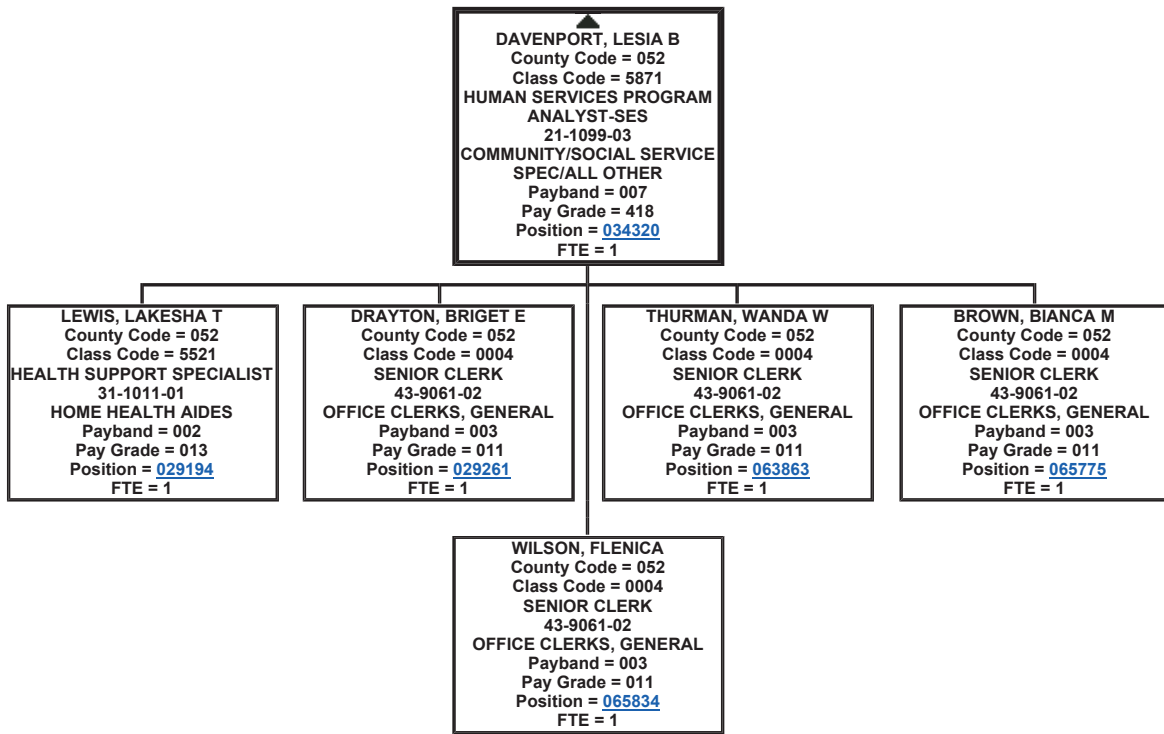 DAVENPORT, LESIA B
County Code = 052
Class Code = 5871
HUMAN SERVICES PROGRAM
ANALYST-SES
21-1099-03
COMMUNITY/SOCIAL SERVICE
SPEC/ALL OTHER
Payband = 007
Pay Grade = 418
Position = 034320
FTE = 1
LEWIS, LAKESHA T
County Code = 052
Class Code = 5521
HEALTH SUPPORT SPECIALIST
31-1011-01
HOME HEALTH AIDES
Payband = 002
Pay Grade = 013
Position = 029194
FTE = 1
DRAYTON, BRIGET E
County Code = 052
Class Code = 0004
SENIOR CLERK
43-9061-02
OFFICE CLERKS, GENERAL
Payband = 003
Pay Grade = 011
Position = 029261
FTE = 1
THURMAN, WANDA W
County Code = 052
Class Code = 0004
SENIOR CLERK
43-9061-02
OFFICE CLERKS, GENERAL
Payband = 003
Pay Grade = 011
Position = 063863
FTE = 1
BROWN, BIANCA M
County Code = 052
Class Code = 0004
SENIOR CLERK
43-9061-02
OFFICE CLERKS, GENERAL
Payband = 003
Pay Grade = 011
Position = 065775
FTE = 1
WILSON, FLENICA
County Code = 052
Class Code = 0004
SENIOR CLERK
43-9061-02
OFFICE CLERKS, GENERAL
Payband = 003
Pay Grade = 011
Position = 065834
FTE = 1